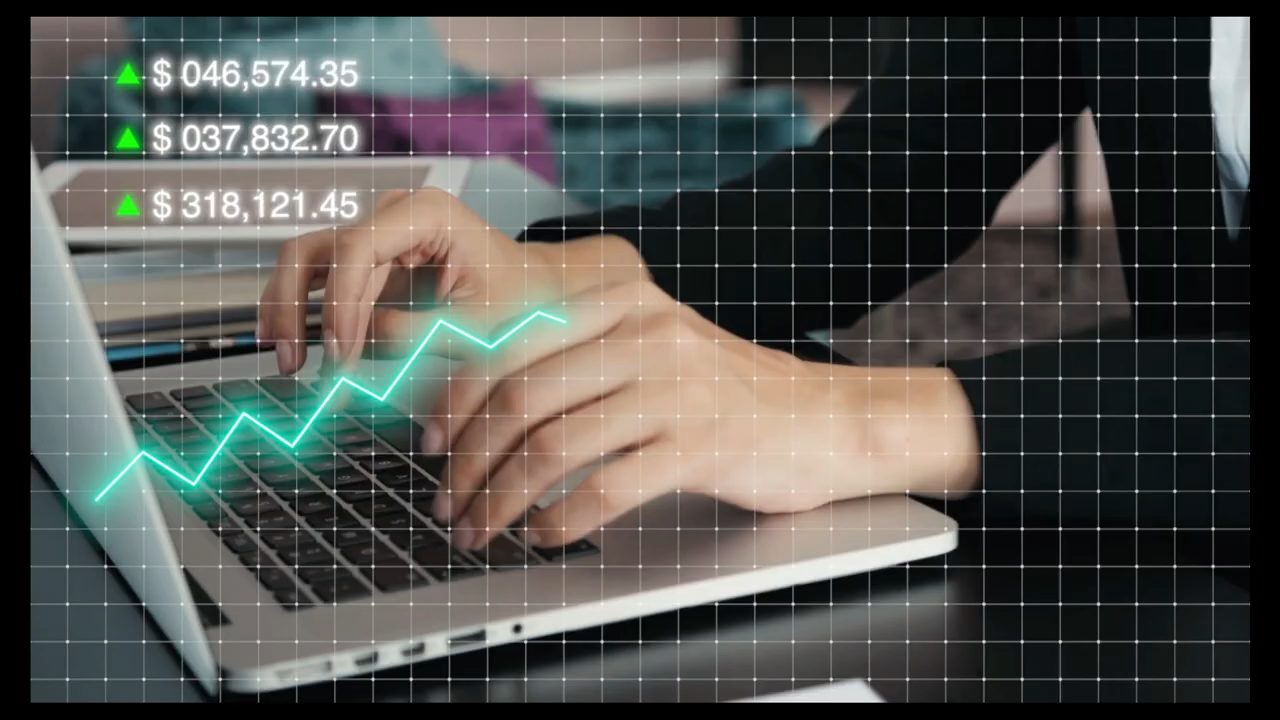 ▲ $ 046,574.35
▲ $ 037,832.70
▲ $ 318,121.45